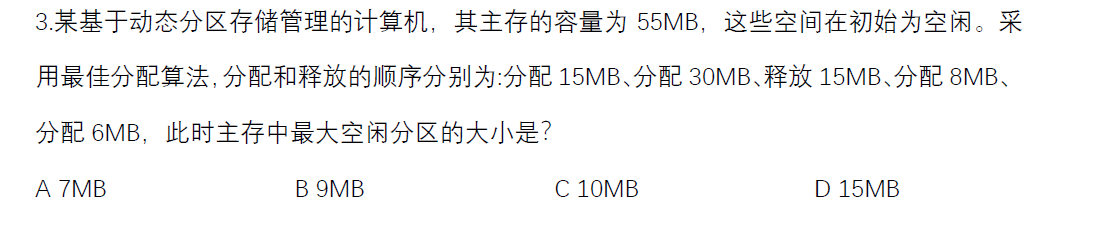 3.某基于动态分区存储管理的计算机，其主存的容量为 55MB，这些空间在初始为空闲。采
用最佳分配算法,分配和释放的顺序分别为:分配 15MB、分配 30MB、释放 15MB、分配 8MB、
分配 6MB，此时主存中最大空闲分区的大小是？
A 7MB B 9MB C 10MB D 15MB